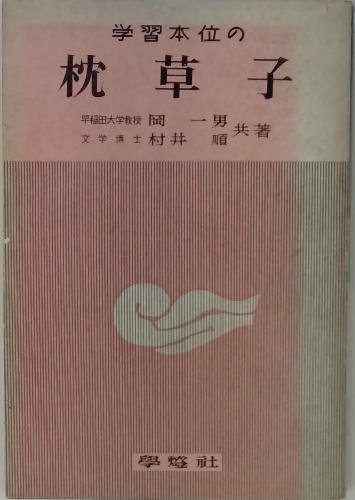 学習本位の
枕草子
早稲田大学教授 岡一男
文学博士 村井順 共著
學燈社